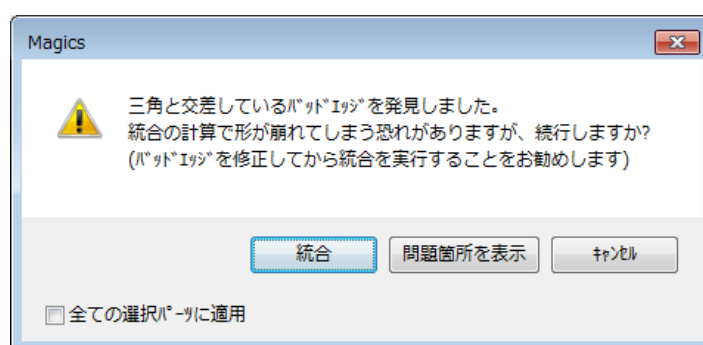 Magics
三角と交差しているﾊﾞｯﾄﾞｴｯｼﾞを発見しました。
統合の計算で形が崩れてしまう恐れがありますが、続行しますか?
(ﾊﾞｯﾄﾞｴｯｼﾞを修正してから統合を実行することをお勧めします)
統合 問題箇所を表示 ｷｬﾝｾﾙ
全ての選択ﾊﾟｰﾂに適用